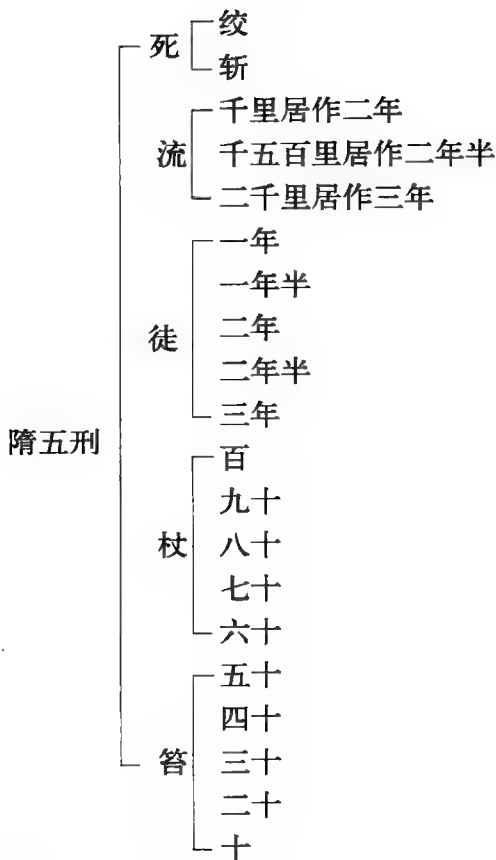 隋五刑
死
绞
斩
流
千里居作二年
千五百里居作二年半
二千里居作三年
徒
一年
一年半
二年
二年半
三年
杖
百
九十
八十
七十
六十
笞
五十
四十
三十
二十
十